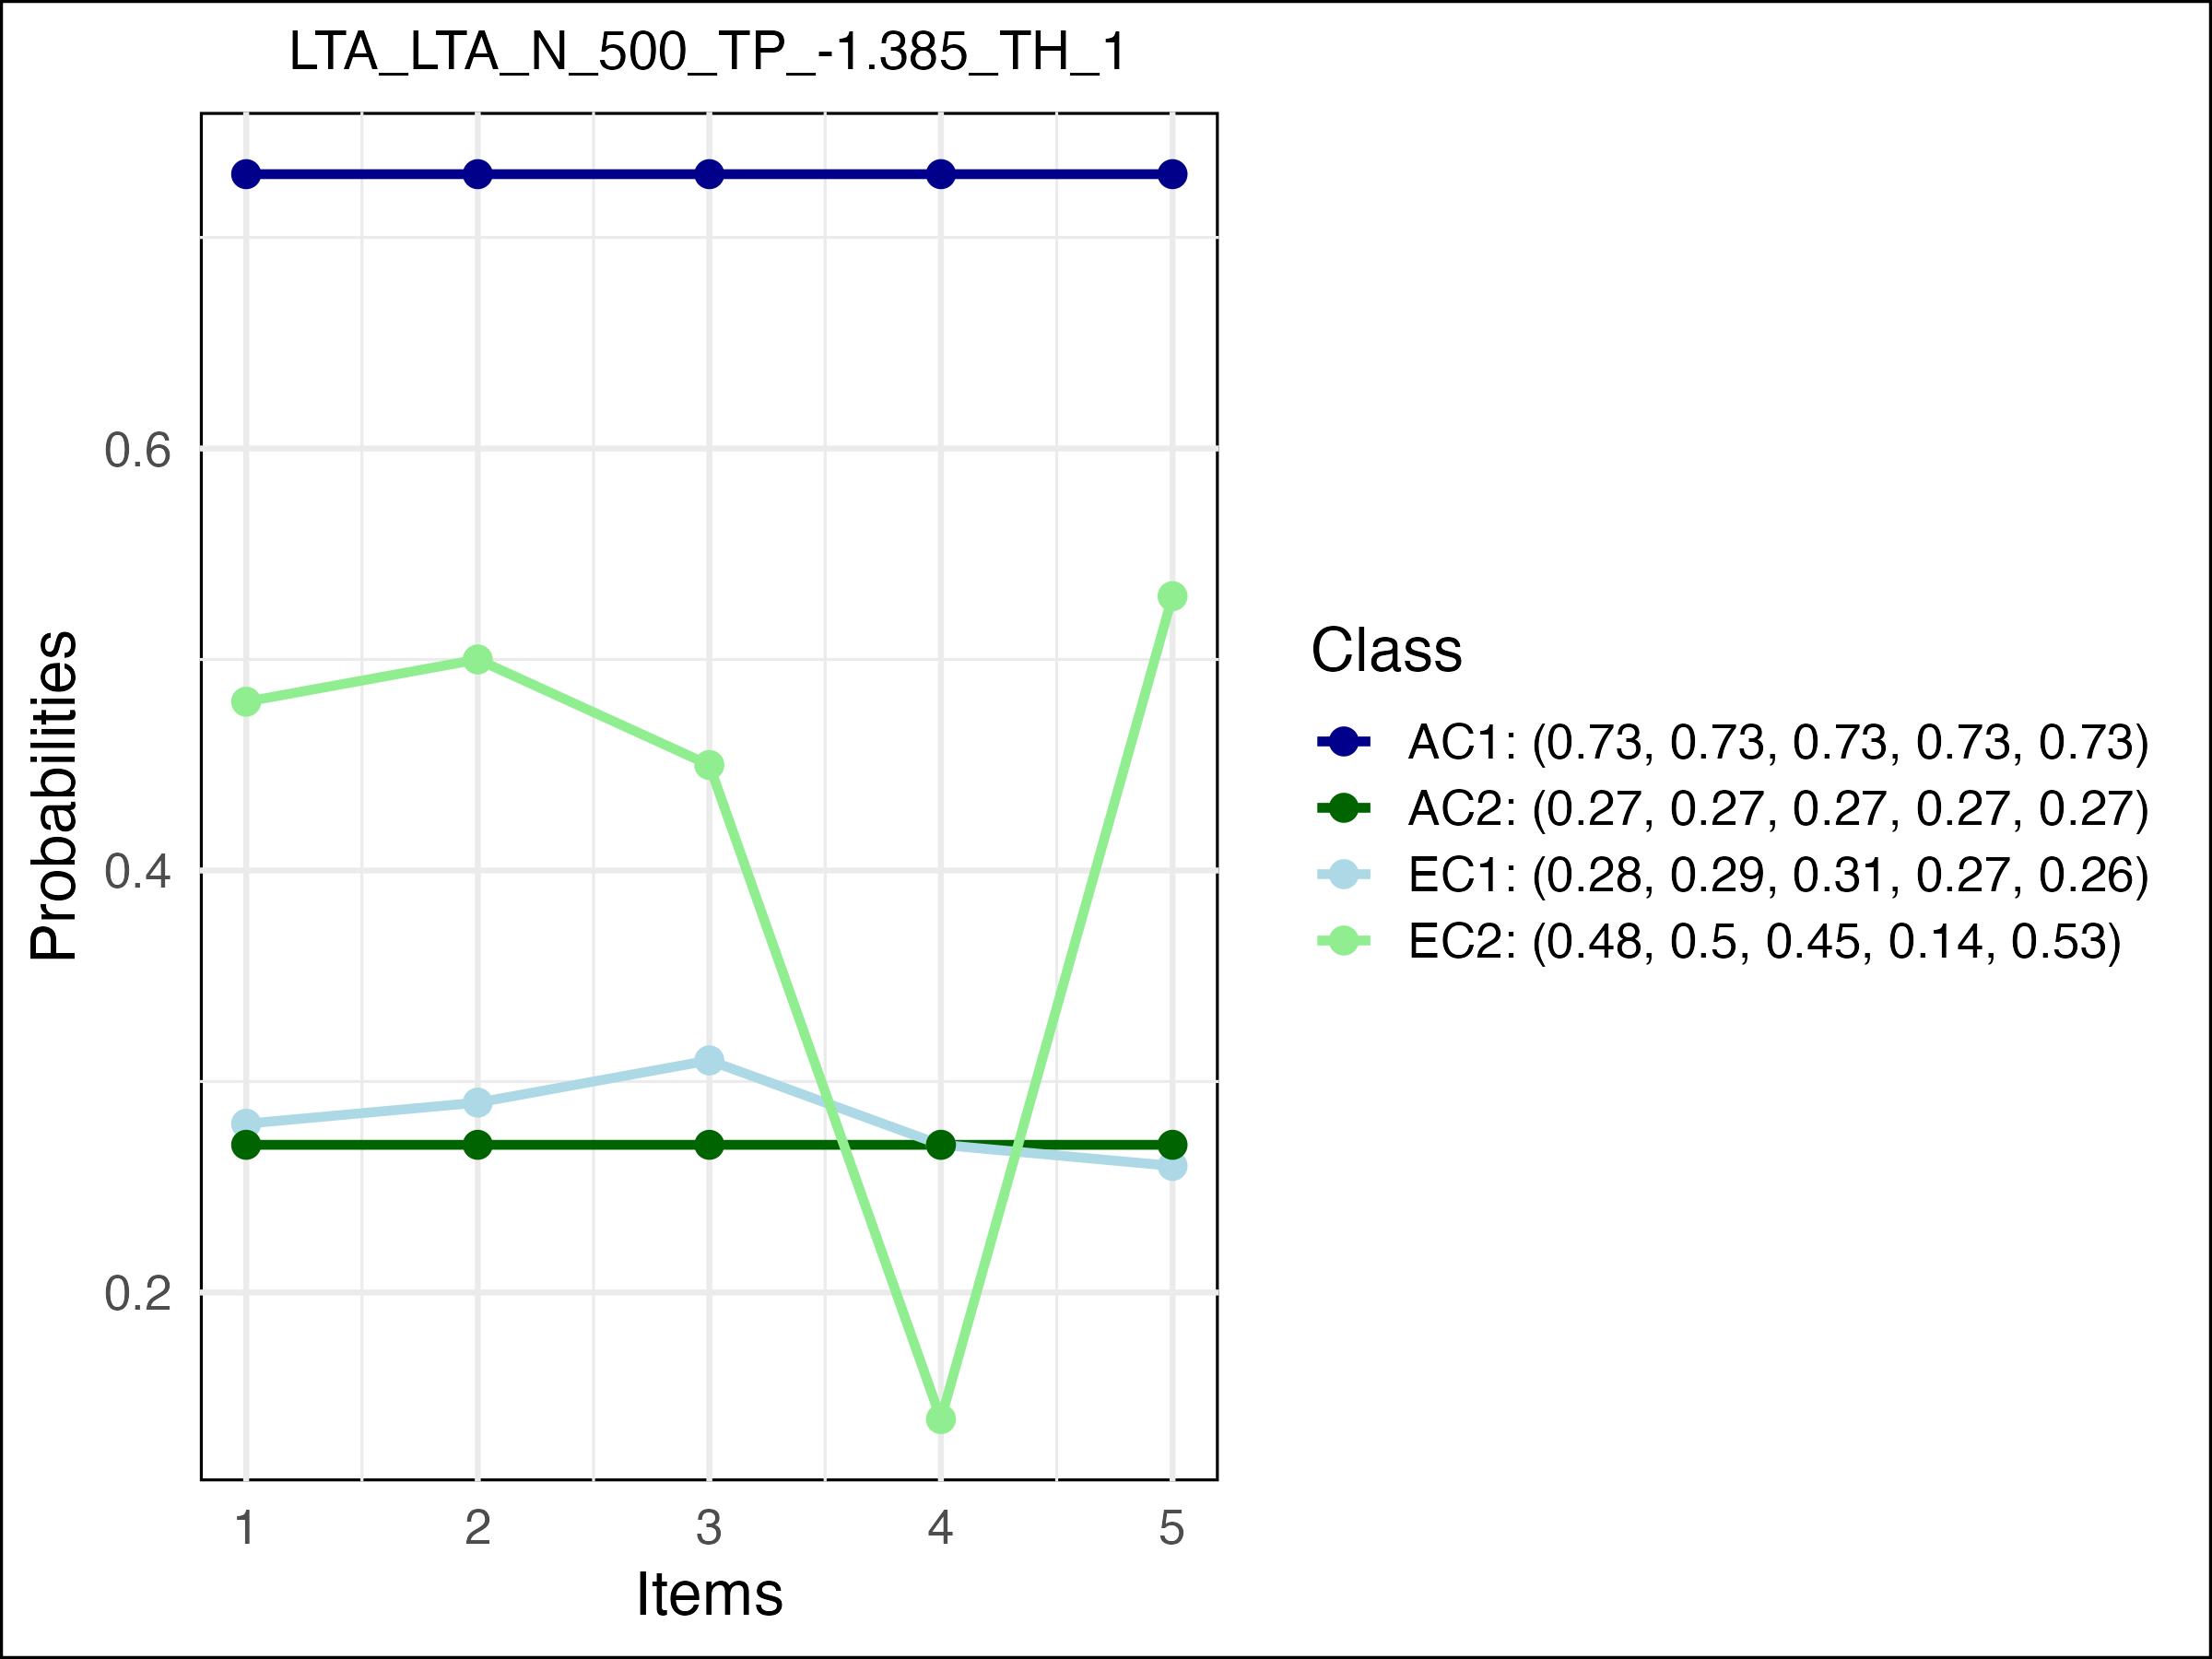 LTA_LTA_N_500_TP_-1.385_TH_1
Probabilities
0.6
0.4
0.2
1 2 3 4 5
Items
Class
AC1: (0.73, 0.73, 0.73, 0.73, 0.73)
AC2: (0.27, 0.27, 0.27, 0.27, 0.27)
EC1: (0.28, 0.29, 0.31, 0.27, 0.26)
EC2: (0.48, 0.5, 0.45, 0.14, 0.53)